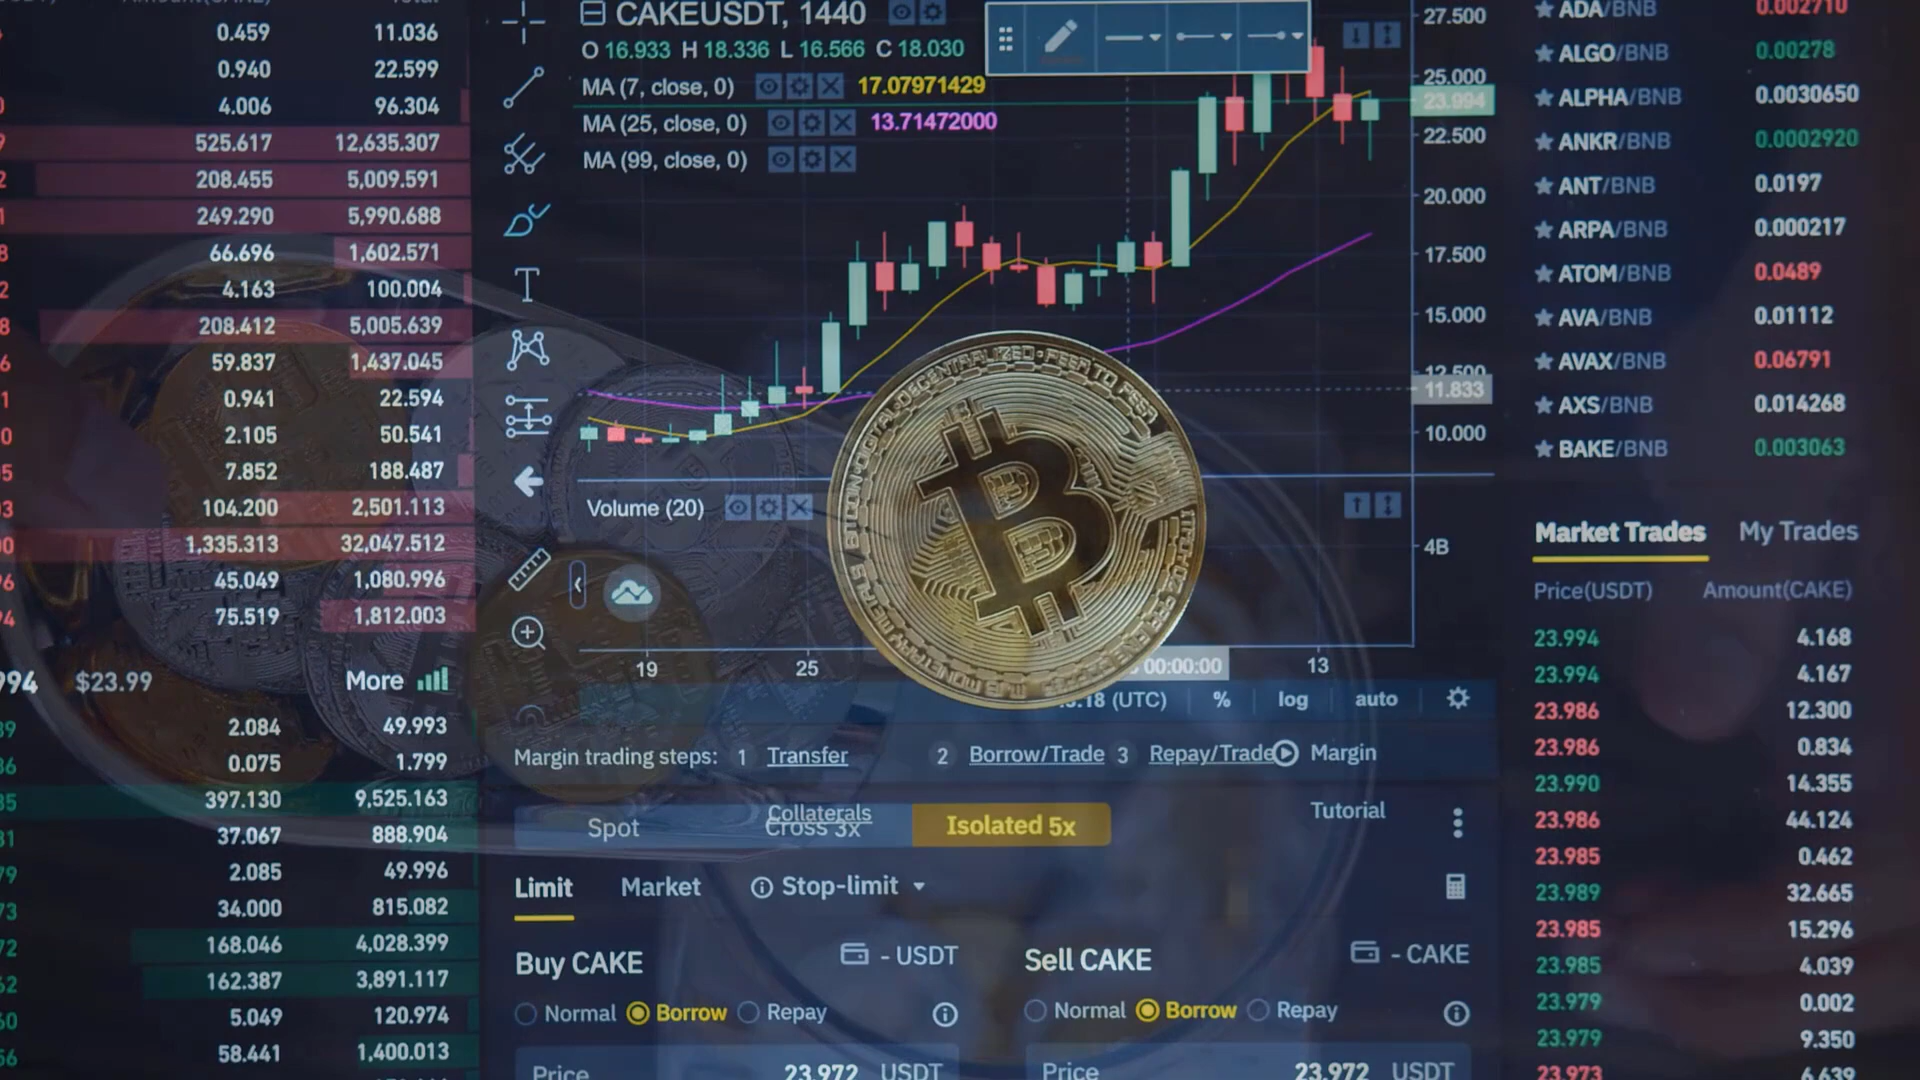 0.459 11.036
0.940 22.599
4.006 96.304
525.617 12,635.307
208.455 5,009.591
249.290 5,990.688
66.696 1,602.571
4.163 100.004
208.412 5,005.639
59.837 1,437.045
0.941 22.594
2.105 50.541
7.852 188.487
104.200 2,501.113
1,335.313 32,047.512
45.049 1,080.996
75.519 1,812.003
$23.99 More
2.084 49.993
0.075 1.799
397.130 9,525.163
37.067 888.904
2.085 49.996
34.000 815.082
168.046 4,028.399
162.387 3,891.117
5.049 120.974
58.441 1,400.013
CAKEUSDT, 1440
O 16.933 H 18.336 L 16.566 C 18.030
MA (7, close, 0) 17.07971429
MA (25, close, 0) 13.71472000
MA (99, close, 0)
27.500
25.000
23.994
22.500
20.000
17.500
15.000
12.500
11.833
10.000
Volume (20)
4B
19 25 00:00:00 13
(UTC) % log auto
Margin trading steps: 1 Transfer 2 Borrow/Trade 3 Repay/Trade Margin
Collaterals Tutorial
Spot Cross 3x Isolated 5x
Limit Market Stop-limit
Buy CAKE - USDT Sell CAKE - CAKE
Normal Borrow Repay Normal Borrow Repay
Price 23.972 USDT Price 23.972 USDT
ADA/BNB 0.002710
ALGO/BNB 0.00278
ALPHA/BNB 0.0030650
ANKR/BNB 0.0002920
ANT/BNB 0.0197
ARPA/BNB 0.000217
ATOM/BNB 0.0489
AVA/BNB 0.01112
AVAX/BNB 0.06791
AXS/BNB 0.014268
BAKE/BNB 0.003063
Market Trades My Trades
Price(USDT) Amount(CAKE)
23.994 4.168
23.994 4.167
23.986 12.300
23.986 0.834
23.990 14.355
23.986 44.124
23.985 0.462
23.989 32.665
23.985 15.296
23.985 4.039
23.979 0.002
23.979 9.350
23.973 6.639
BITCOIN•DIGITAL•DECENTRALIZED•PEER TO PEER